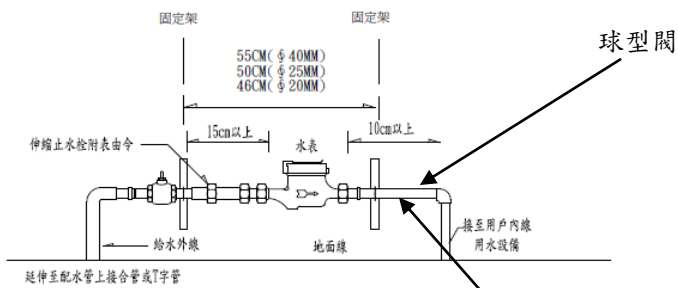 固定架
固定架
球型閥
55CM(∮40MM)
50CM(∮25MM)
46CM(∮20MM)
15cm以上
10cm以上
伸縮止水栓附表由令
水表
給水外線
地面線
接至用戶內線
用水設備
延伸至配水管上接合管或T字管